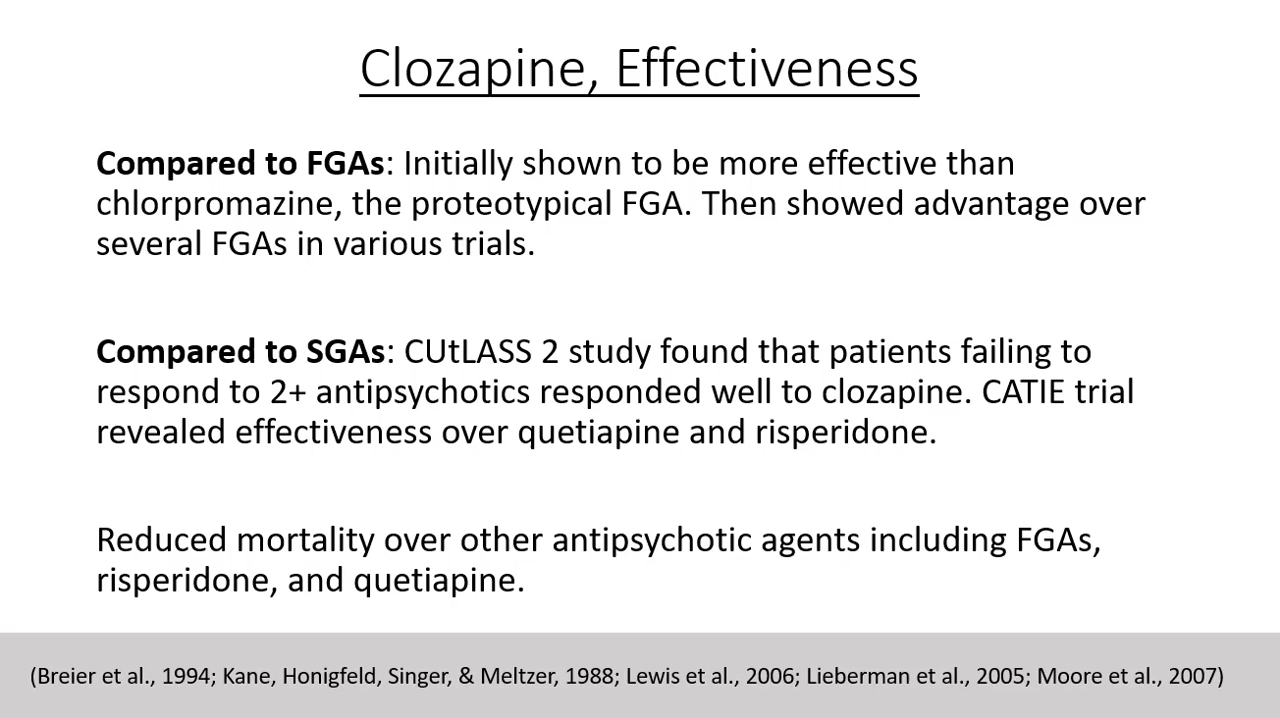 Clozapine, Effectiveness
Compared to FGAs: Initially shown to be more effective than
chlorpromazine, the proteotypical FGA. Then showed advantage over
several FGAs in various trials.
Compared to SGAs: CUtLASS 2 study found that patients failing to
respond to 2+ antipsychotics responded well to clozapine. CATIE trial
revealed effectiveness over quetiapine and risperidone.
Reduced mortality over other antipsychotic agents including FGAs,
risperidone, and quetiapine.
(Breier et al., 1994; Kane, Honigfeld, Singer, & Meltzer, 1988; Lewis et al., 2006; Lieberman et al., 2005; Moore et al., 2007)